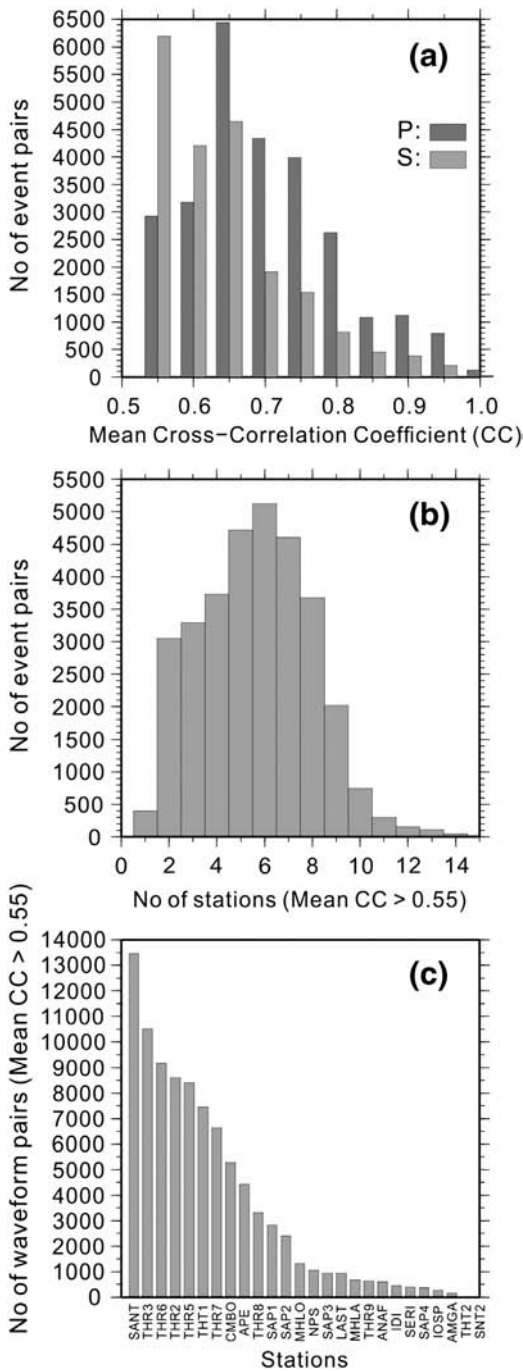 (a)
P:
S:
No of event pairs
6500
6000
5500
5000
4500
4000
3500
3000
2500
2000
1500
1000
500
0
0.5 0.6 0.7 0.8 0.9 1.0
Mean Cross-Correlation Coefficient (CC)
(b)
No of event pairs
5500
5000
4500
4000
3500
3000
2500
2000
1500
1000
500
0
0 2 4 6 8 10 12 14
No of stations (Mean CC > 0.55)
(c)
No of waveform pairs (Mean CC > 0.55)
14000
13000
12000
11000
10000
9000
8000
7000
6000
5000
4000
3000
2000
1000
0
SANT
THR3
THR6
THR2
THR5
THT1
THR7
CMBO
APE
THR8
SAP1
SAP2
MHLO
NPS
SAP3
LAST
MHLA
THR9
ANAF
IDI
SERI
SAP4
IOSP
AMGA
THT2
SNT2
Stations